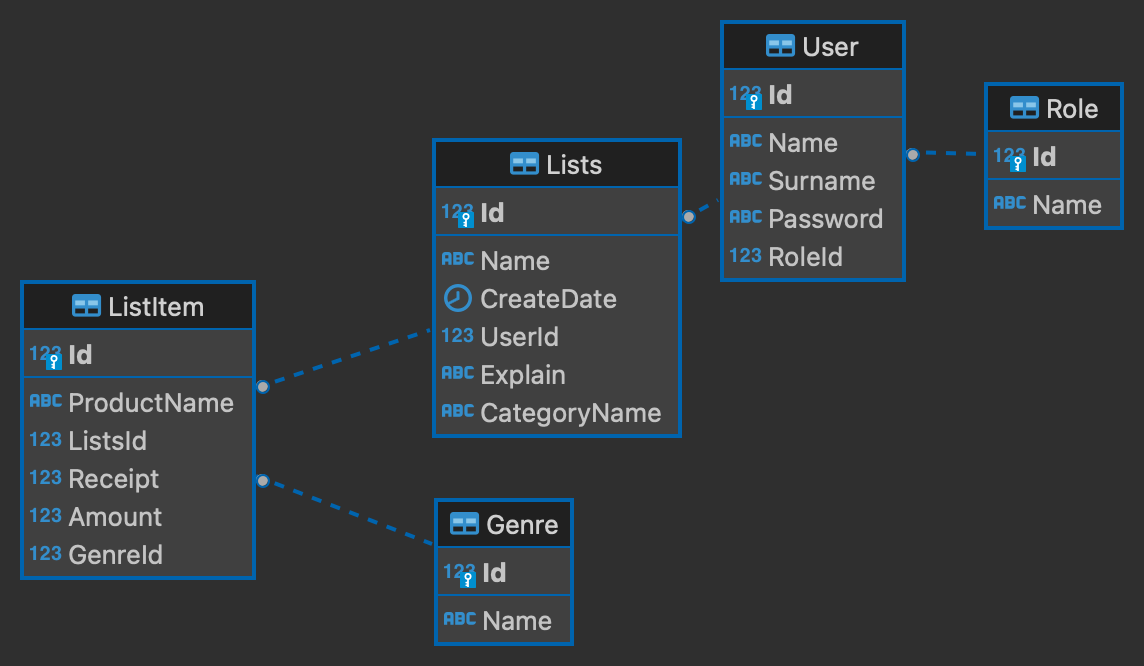 User
123 Id
ABC Name
ABC Surname
ABC Password
123 RoleId
Role
123 Id
ABC Name
Lists
123 Id
ABC Name
CreateDate
123 UserId
ABC Explain
ABC CategoryName
ListItem
123 Id
ABC ProductName
123 ListsId
123 Receipt
123 Amount
123 GenreId
Genre
123 Id
ABC Name